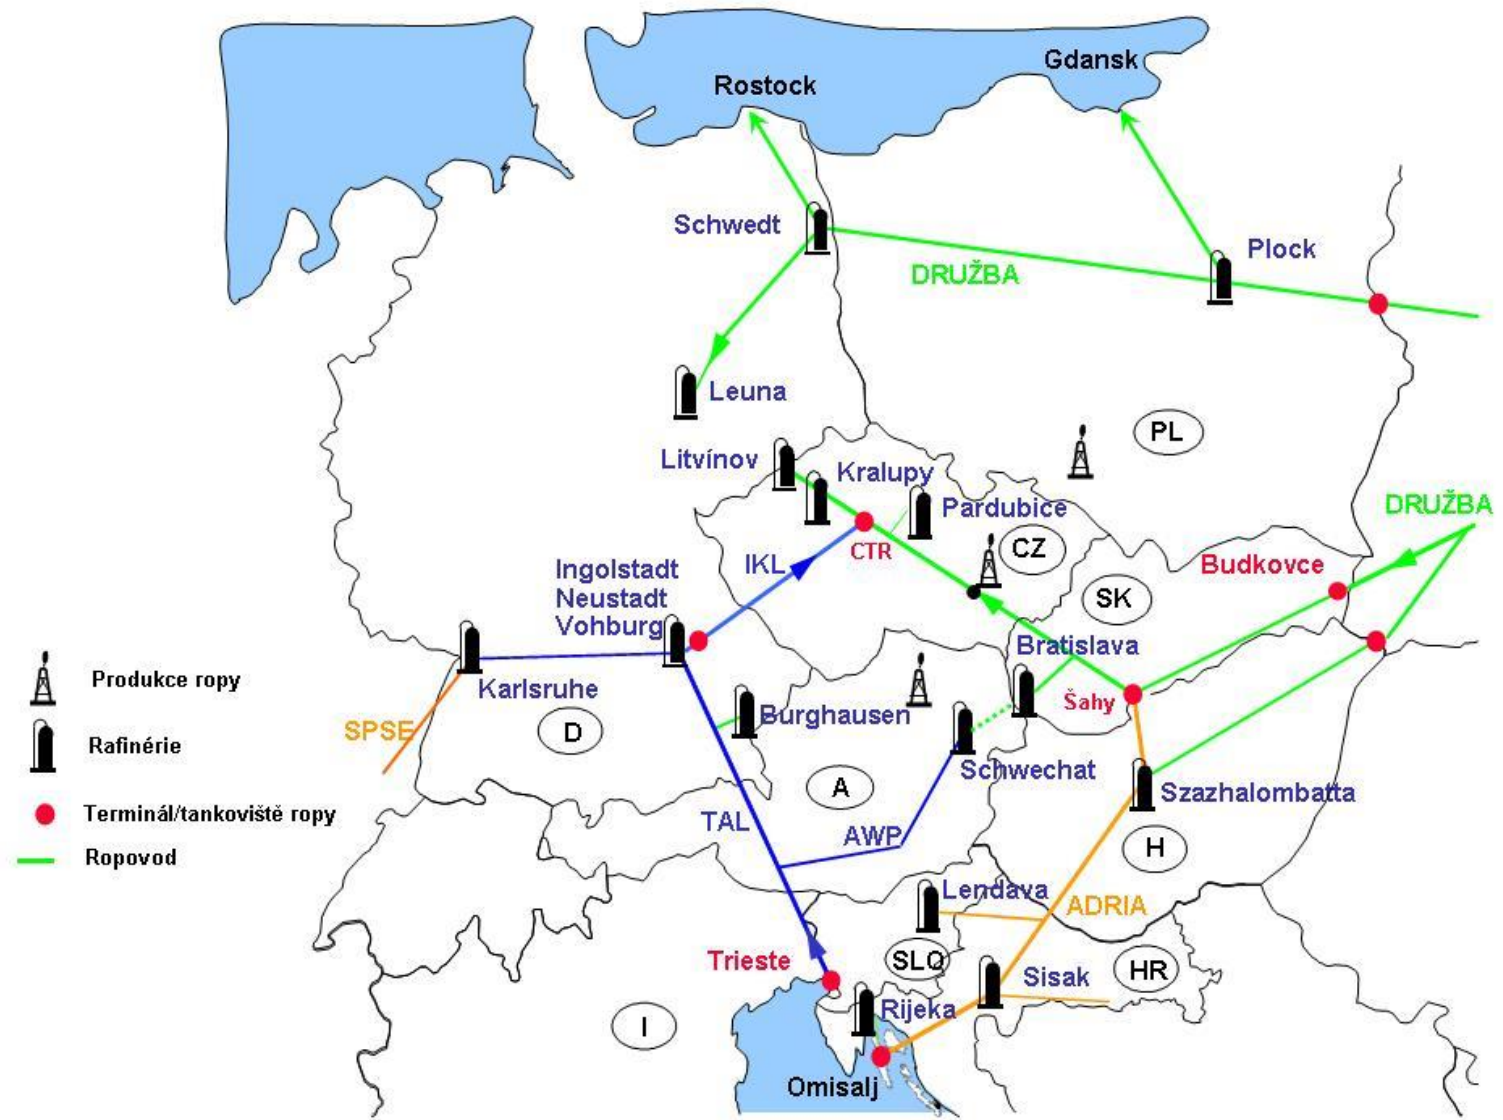 Gdansk
Rostock
Schwedt
Plock
DRUŽBA
Leuna
PL
Litvínov
Kralupy
Pardubice
DRUŽBA
CTR
CZ
IKL
Budkovce
Ingolstadt
Neustadt
Vohburg
SK
Bratislava
Produkce ropy
Karlsruhe
Šahy
SPSE
D
Burghausen
Rafinérie
Schwechat
A
Szazhalombatta
Terminál/tankoviště ropy
TAL
AWP
Ropovod
H
Lendava
ADRIA
Trieste
SLO
HR
Sisak
Rijeka
I
Omisalj